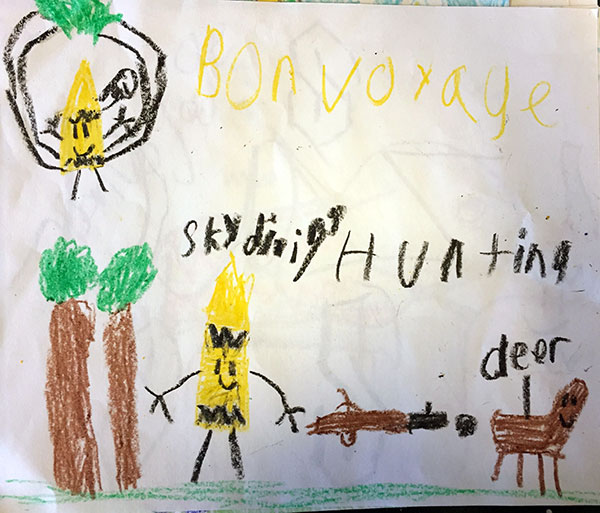 BOn voyage
skydiving
HUnting
deer